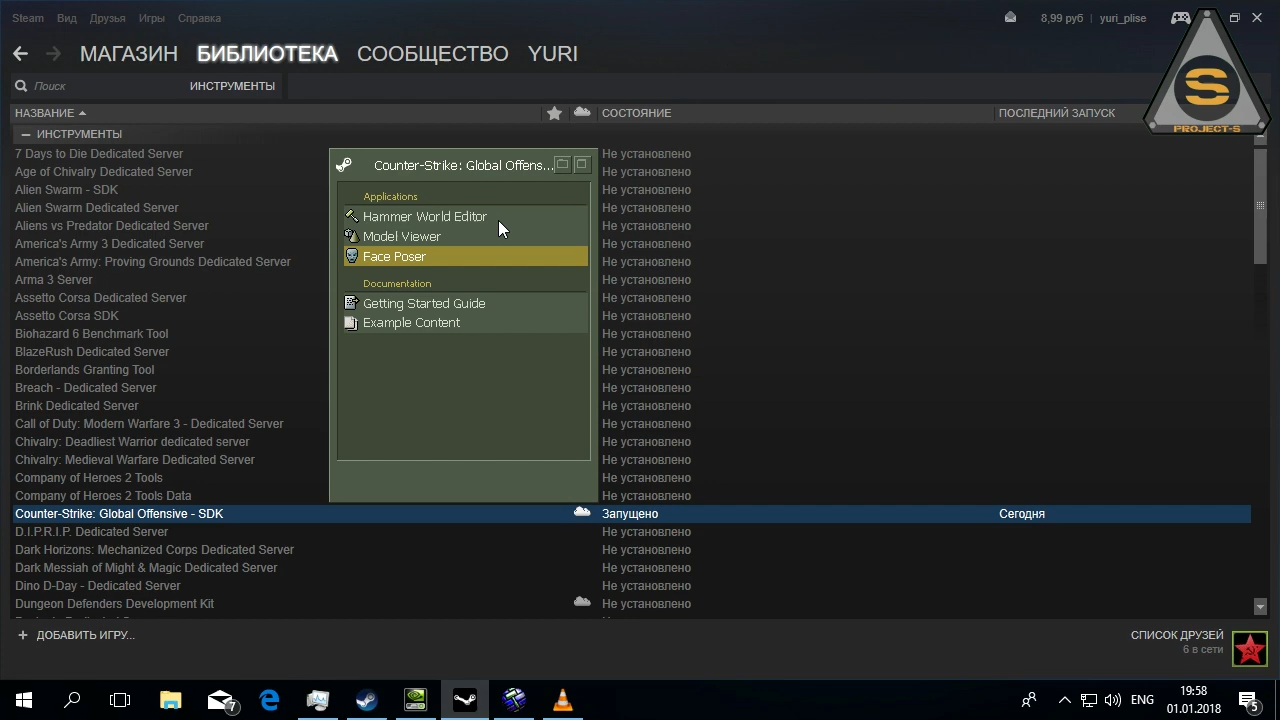 Steam Вид Друзья Игры Справка
8,99 руб yuri_plise
МАГАЗИН БИБЛИОТЕКА СООБЩЕСТВО YURI
Поиск ИНСТРУМЕНТЫ
НАЗВАНИЕ СОСТОЯНИЕ ПОСЛЕДНИЙ ЗАПУСК
S
PROJECT-S
— ИНСТРУМЕНТЫ
7 Days to Die Dedicated Server Не установлено
Age of Chivalry Dedicated Server Не установлено
Alien Swarm - SDK Не установлено
Alien Swarm Dedicated Server Не установлено
Aliens vs Predator Dedicated Server Не установлено
America's Army 3 Dedicated Server Не установлено
America's Army: Proving Grounds Dedicated Server Не установлено
Arma 3 Server Не установлено
Assetto Corsa Dedicated Server Не установлено
Assetto Corsa SDK Не установлено
Biohazard 6 Benchmark Tool Не установлено
BlazeRush Dedicated Server Не установлено
Borderlands Granting Tool Не установлено
Breach - Dedicated Server Не установлено
Brink Dedicated Server Не установлено
Call of Duty: Modern Warfare 3 - Dedicated Server Не установлено
Chivalry: Deadliest Warrior dedicated server Не установлено
Chivalry: Medieval Warfare Dedicated Server Не установлено
Company of Heroes 2 Tools Не установлено
Company of Heroes 2 Tools Data Не установлено
Counter-Strike: Global Offensive - SDK Запущено Сегодня
D.I.P.R.I.P. Dedicated Server Не установлено
Dark Horizons: Mechanized Corps Dedicated Server Не установлено
Dark Messiah of Might & Magic Dedicated Server Не установлено
Dino D-Day - Dedicated Server Не установлено
Dungeon Defenders Development Kit Не установлено
Counter-Strike: Global Offens...
Applications
Hammer World Editor
Model Viewer
Face Poser
Documentation
Getting Started Guide
Example Content
+ ДОБАВИТЬ ИГРУ...
СПИСОК ДРУЗЕЙ
6 в сети
7
ENG
19:58
01.01.2018
5